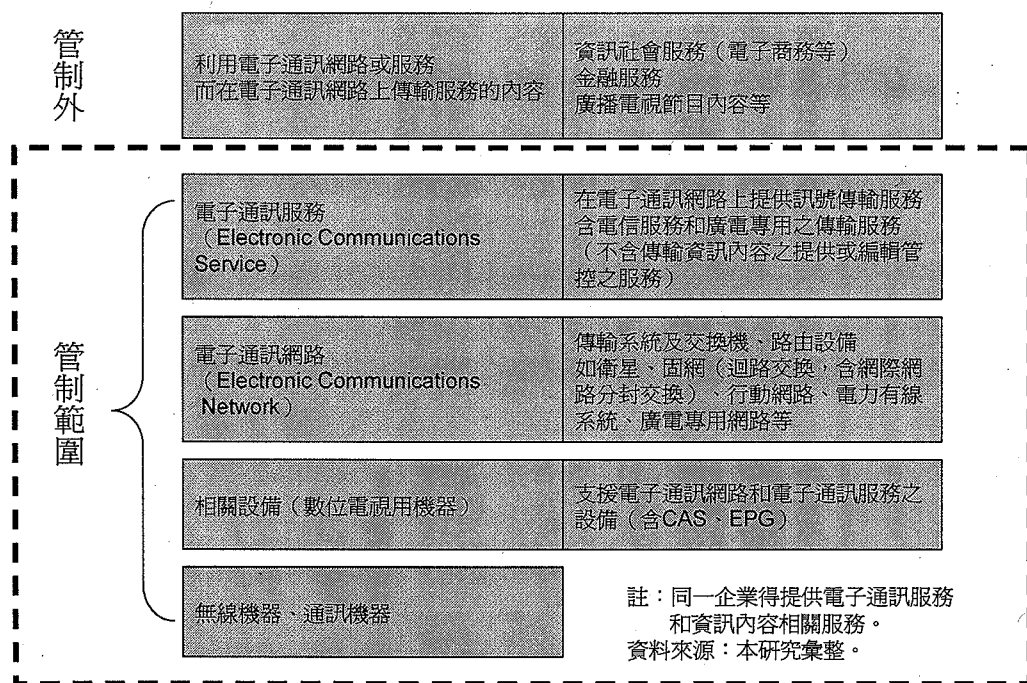 管制外
利用電子通訊網路或服務
而在電子通訊網路上傳輸服務的內容
資訊社會服務（電子商務等）
金融服務
廣播電視節目內容等
管制範圍
電子通訊服務
（Electronic Communications
Service）
在電子通訊網路上提供訊號傳輸服務
含電信服務和廣電專用之傳輸服務
（不含傳輸資訊內容之提供或編輯管
控之服務）
電子通訊網路
（Electronic Communications
Network）
傳輸系統及交換機、路由設備
如衛星、固網（迴路交換，含網際網
路分封交換）、行動網路、電力有線
系統、廣電專用網路等
相關設備（數位電視用機器）
支援電子通訊網路和電子通訊服務之
設備（含CAS、EPG）
無線機器、通訊機器
註：同一企業得提供電子通訊服務
和資訊內容相關服務。
資料來源：本研究彙整。